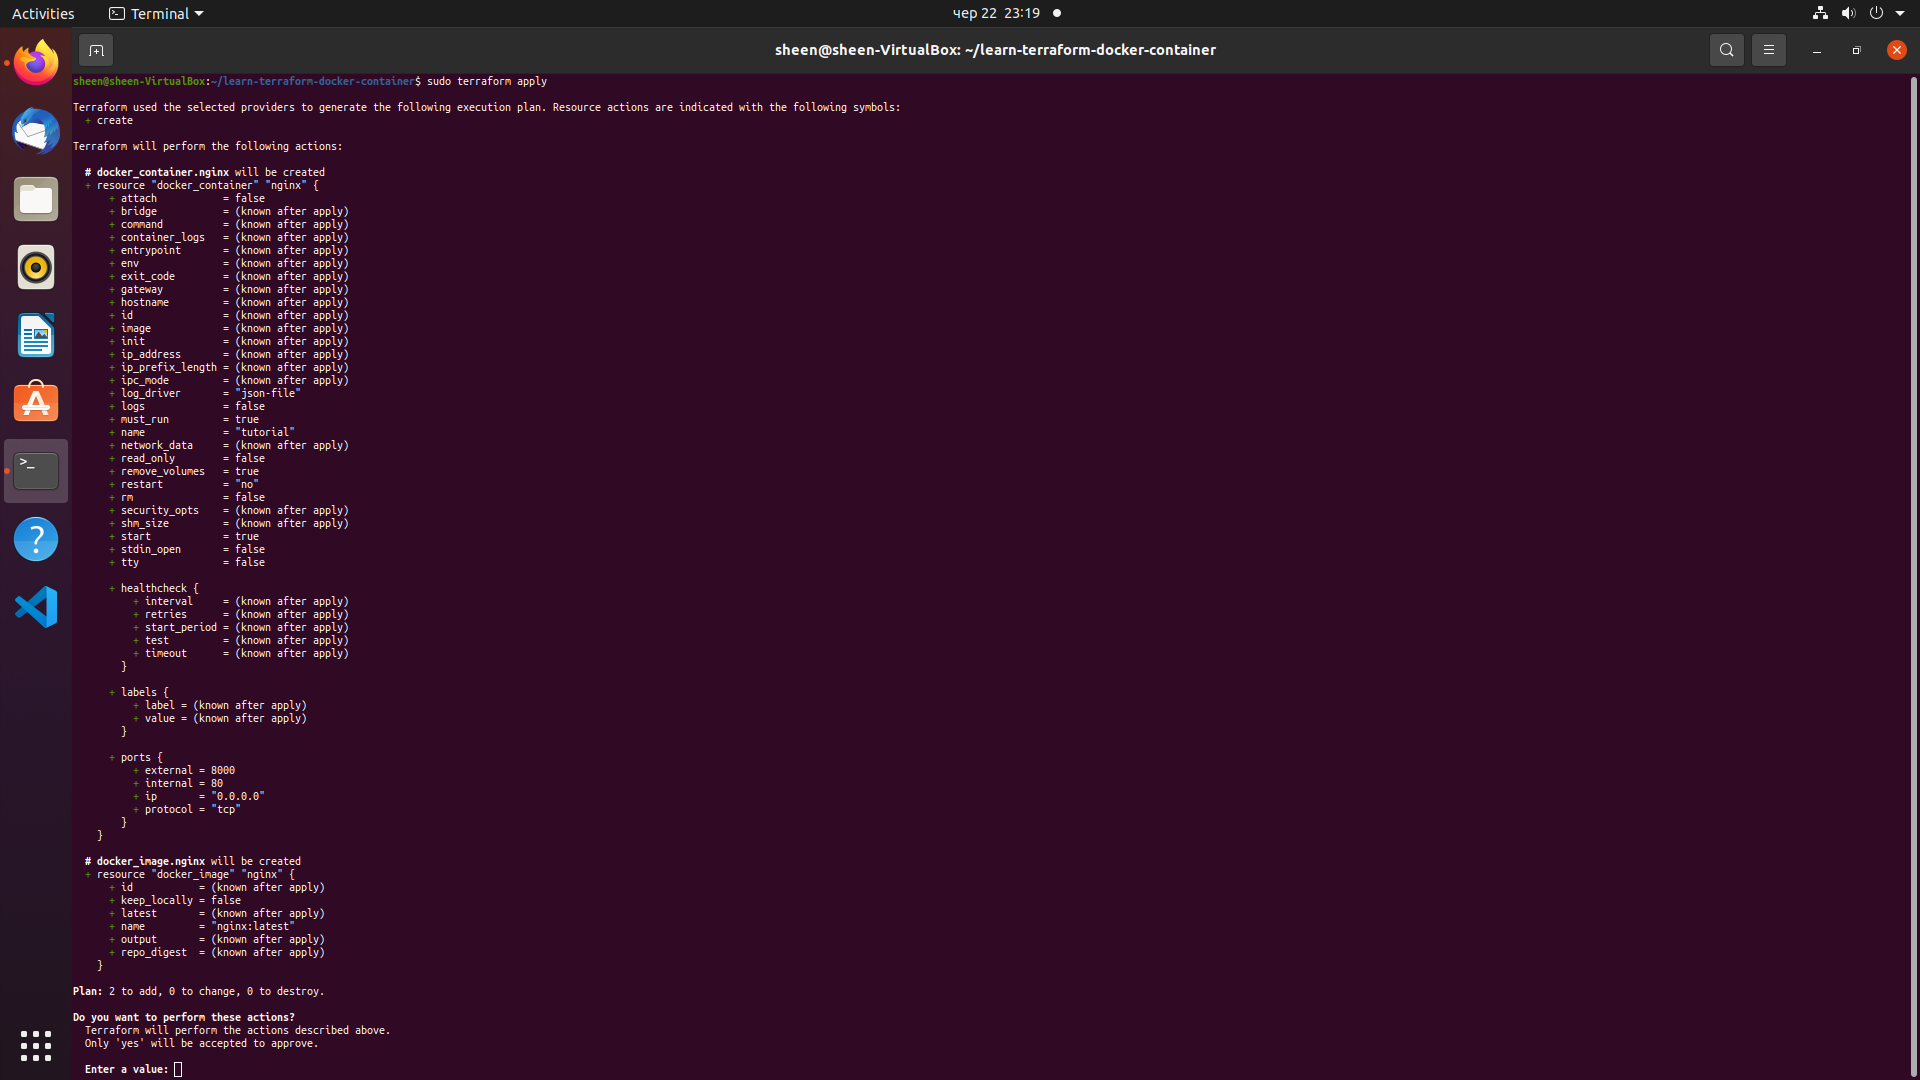 Activities
Terminal
чер 22 23:19
sheen@sheen-VirtualBox: ~/learn-terraform-docker-container
sheen@sheen-VirtualBox:~/learn-terraform-docker-container$ sudo terraform apply
Terraform used the selected providers to generate the following execution plan. Resource actions are indicated with the following symbols:
+ create
Terraform will perform the following actions:
# docker_container.nginx will be created
+ resource "docker_container" "nginx" {
+ attach = false
+ bridge = (known after apply)
+ command = (known after apply)
+ container_logs = (known after apply)
+ entrypoint = (known after apply)
+ env = (known after apply)
+ exit_code = (known after apply)
+ gateway = (known after apply)
+ hostname = (known after apply)
+ id = (known after apply)
+ image = (known after apply)
+ init = (known after apply)
+ ip_address = (known after apply)
+ ip_prefix_length = (known after apply)
+ ipc_mode = (known after apply)
+ log_driver = "json-file"
+ logs = false
+ must_run = true
+ name = "tutorial"
+ network_data = (known after apply)
+ read_only = false
+ remove_volumes = true
+ restart = "no"
+ rm = false
+ security_opts = (known after apply)
+ shm_size = (known after apply)
+ start = true
+ stdin_open = false
+ tty = false
+ healthcheck {
+ interval = (known after apply)
+ retries = (known after apply)
+ start_period = (known after apply)
+ test = (known after apply)
+ timeout = (known after apply)
}
+ labels {
+ label = (known after apply)
+ value = (known after apply)
}
+ ports {
+ external = 8000
+ internal = 80
+ ip = "0.0.0.0"
+ protocol = "tcp"
}
}
# docker_image.nginx will be created
+ resource "docker_image" "nginx" {
+ id = (known after apply)
+ keep_locally = false
+ latest = (known after apply)
+ name = "nginx:latest"
+ output = (known after apply)
+ repo_digest = (known after apply)
}
Plan: 2 to add, 0 to change, 0 to destroy.
Do you want to perform these actions?
Terraform will perform the actions described above.
Only 'yes' will be accepted to approve.
Enter a value: